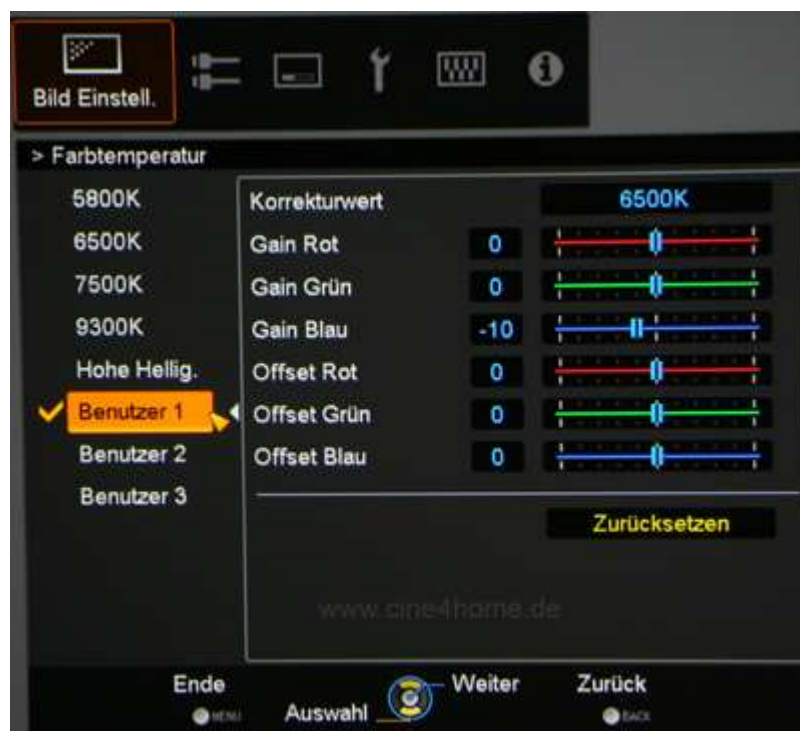 Bild Einstell.
> Farbtemperatur
5800K
6500K
7500K
9300K
Hohe Hellig.
Benutzer 1
Benutzer 2
Benutzer 3
Korrekturwert 6500K
Gain Rot 0
Gain Grün 0
Gain Blau -10
Offset Rot 0
Offset Grün 0
Offset Blau 0
Zurücksetzen
www.cine4home.de
Ende Weiter Zurück
MENU Auswahl BACK